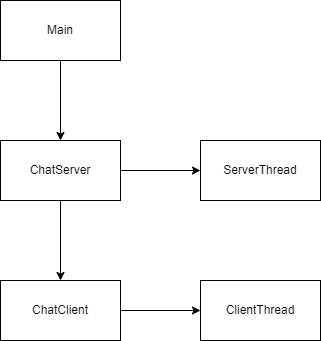 Main
ChatServer
ServerThread
ChatClient
ClientThread